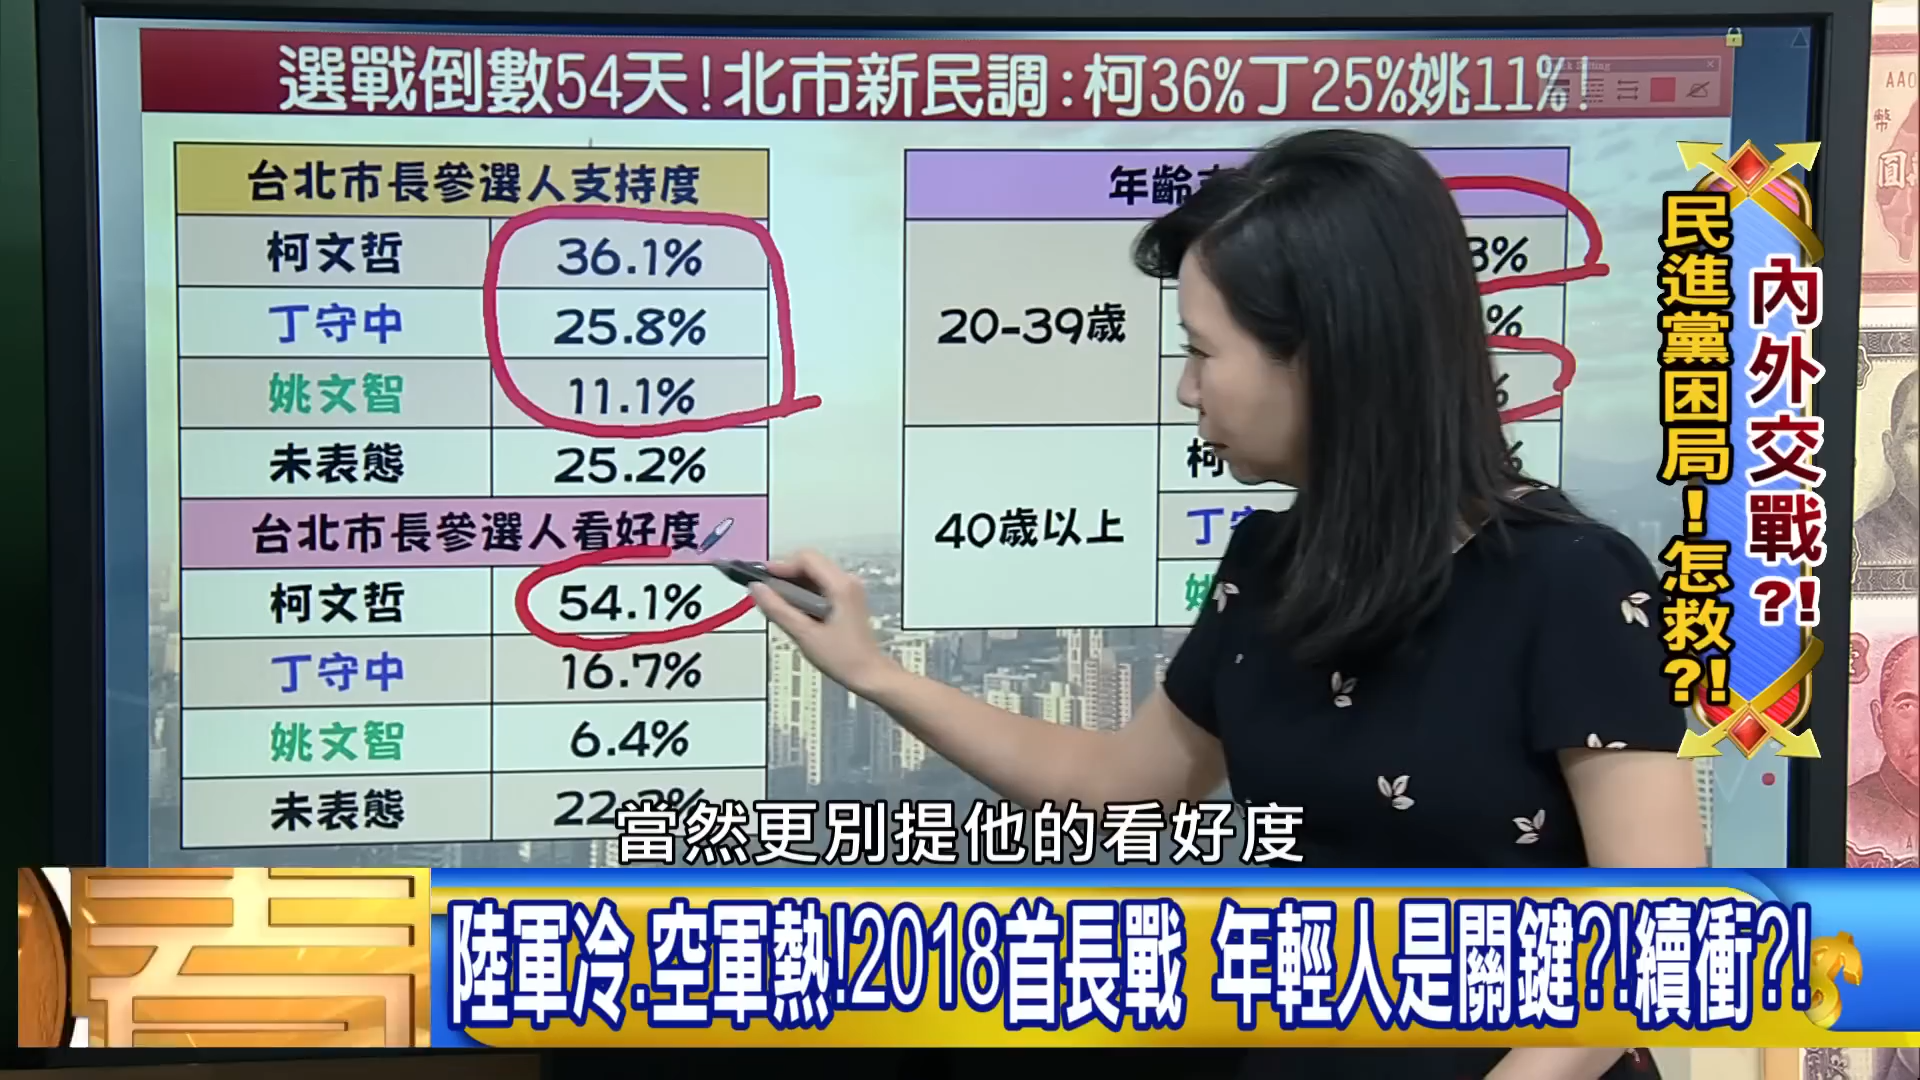 選戰倒數54天!北市新民調:柯36%丁25%姚11%!
台北市長參選人支持度
柯文哲 36.1%
丁守中 25.8%
姚文智 11.1%
未表態 25.2%
台北市長參選人看好度
柯文哲 54.1%
丁守中 16.7%
姚文智 6.4%
未表態
年齡
20-39歲
40歲以上
柯
丁
內外交戰?!
民進黨困局!怎救?!
當然更別提他的看好度
陸軍冷.空軍熱!2018首長戰 年輕人是關鍵?!續衝?!